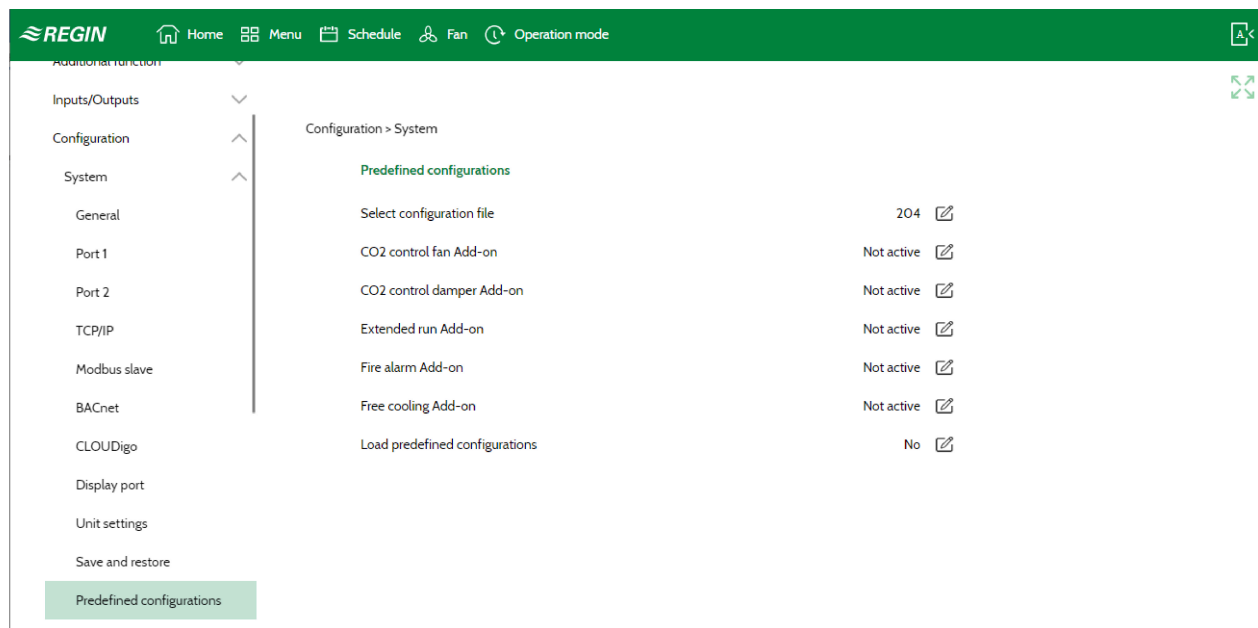 REGIN Home Menu Schedule Fan Operation mode A
Additional function
Inputs/Outputs
Configuration
Configuration > System
System
Predefined configurations
General
Select configuration file 204
Port 1
CO2 control fan Add-on Not active
Port 2
CO2 control damper Add-on Not active
TCP/IP
Extended run Add-on Not active
Modbus slave
Fire alarm Add-on Not active
BACnet
Free cooling Add-on Not active
CLOUDigo
Load predefined configurations No
Display port
Unit settings
Save and restore
Predefined configurations